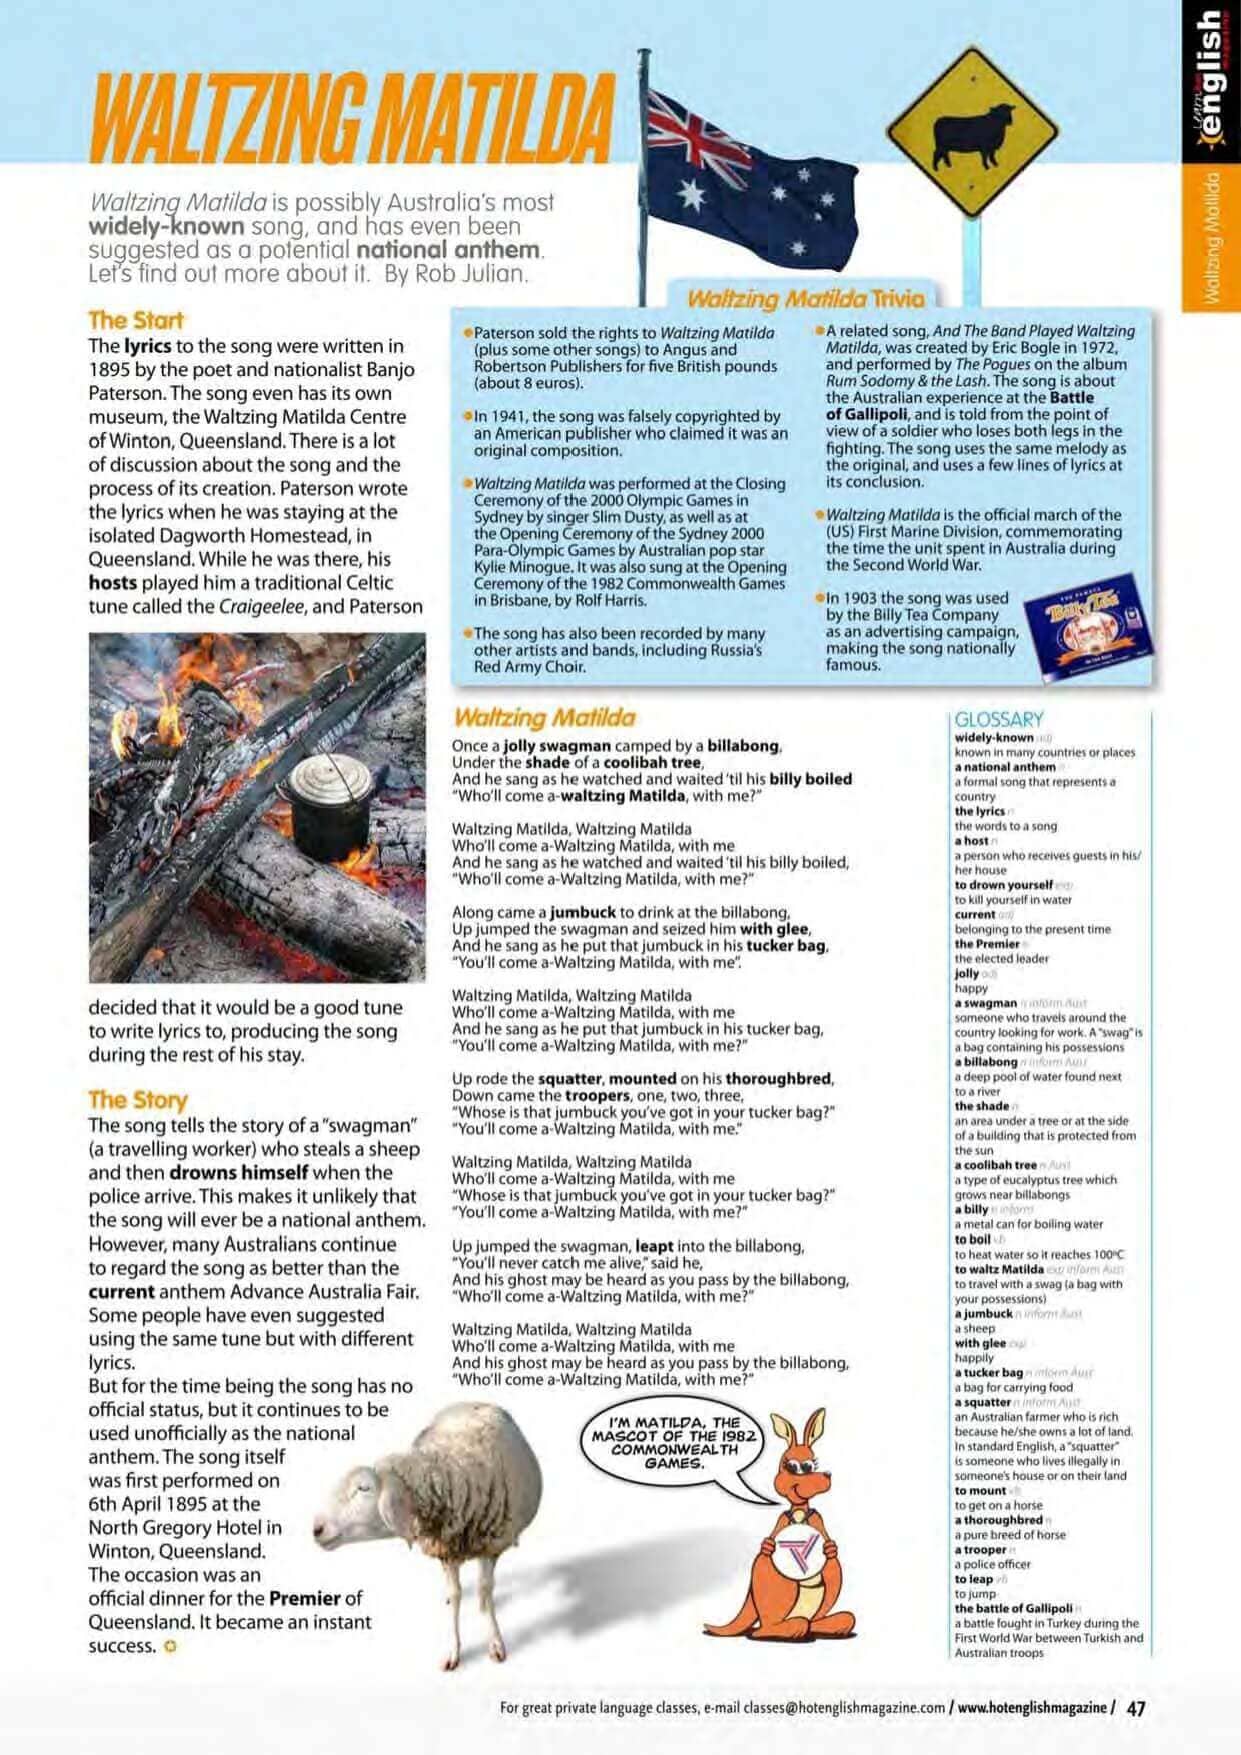 WALTZING MATILDA
Learn hot
english
magazine
Waltzing Matilda
Waltzing Matilda is possibly Australia's most
widely-known song, and has even been
suggested as a potential national anthem.
Let's find out more about it. By Rob Julian.
The Start
The lyrics to the song were written in
1895 by the poet and nationalist Banjo
Paterson. The song even has its own
museum, the Waltzing Matilda Centre
of Winton, Queensland. There is a lot
of discussion about the song and the
process of its creation. Paterson wrote
the lyrics when he was staying at the
isolated Dagworth Homestead, in
Queensland. While he was there, his
hosts played him a traditional Celtic
tune called the Craigeelee, and Paterson
decided that it would be a good tune
to write lyrics to, producing the song
during the rest of his stay.
The Story
The song tells the story of a "swagman"
(a travelling worker) who steals a sheep
and then drowns himself when the
police arrive. This makes it unlikely that
the song will ever be a national anthem.
However, many Australians continue
to regard the song as better than the
current anthem Advance Australia Fair.
Some people have even suggested
using the same tune but with different
lyrics.
But for the time being the song has no
official status, but it continues to be
used unofficially as the national
anthem. The song itself
was first performed on
6th April 1895 at the
North Gregory Hotel in
Winton, Queensland.
The occasion was an
official dinner for the Premier of
Queensland. It became an instant
success.
Waltzing Matilda Trivia
Paterson sold the rights to Waltzing Matilda
(plus some other songs) to Angus and
Robertson Publishers for five British pounds
(about 8 euros).
In 1941, the song was falsely copyrighted by
an American publisher who claimed it was an
original composition.
Waltzing Matilda was performed at the Closing
Ceremony of the 2000 Olympic Games in
Sydney by singer Slim Dusty, as well as at
the Opening Ceremony of the Sydney 2000
Para-Olympic Games by Australian pop star
Kylie Minogue. It was also sung at the Opening
Ceremony of the 1982 Commonwealth Games
in Brisbane, by Rolf Harris.
The song has also been recorded by many
other artists and bands, including Russia's
Red Army Choir.
A related song, And The Band Played Waltzing
Matilda, was created by Eric Bogle in 1972,
and performed by The Pogues on the album
Rum Sodomy & the Lash. The song is about
the Australian experience at the Battle
of Gallipoli, and is told from the point of
view of a soldier who loses both legs in the
fighting. The song uses the same melody as
the original, and uses a few lines of lyrics at
its conclusion.
Waltzing Matilda is the official march of the
(US) First Marine Division, commemorating
the time the unit spent in Australia during
the Second World War.
In 1903 the song was used
by the Billy Tea Company
as an advertising campaign,
making the song nationally
famous.
Billy Tea
Waltzing Matilda
Once a jolly swagman camped by a billabong,
Under the shade of a coolibah tree,
And he sang as he watched and waited 'til his billy boiled
"Who'll come a-waltzing Matilda, with me?"
Waltzing Matilda, Waltzing Matilda
Who'll come a-Waltzing Matilda, with me
And he sang as he watched and waited 'til his billy boiled,
"Who'll come a-Waltzing Matilda, with me?"
Along came a jumbuck to drink at the billabong,
Up jumped the swagman and seized him with glee,
And he sang as he put that jumbuck in his tucker bag,
"You'll come a-Waltzing Matilda, with me".
Waltzing Matilda, Waltzing Matilda
Who'll come a-Waltzing Matilda, with me
And he sang as he put that jumbuck in his tucker bag,
"You'll come a-Waltzing Matilda, with me?"
Up rode the squatter, mounted on his thoroughbred,
Down came the troopers, one, two, three,
"Whose is that jumbuck you've got in your tucker bag?"
"You'll come a-Waltzing Matilda, with me."
Waltzing Matilda, Waltzing Matilda
Who'll come a-Waltzing Matilda, with me
"Whose is that jumbuck you've got in your tucker bag?"
"You'll come a-Waltzing Matilda, with me?"
Up jumped the swagman, leapt into the billabong,
"You'll never catch me alive," said he,
And his ghost may be heard as you pass by the billabong,
"Who'll come a-Waltzing Matilda, with me?"
Waltzing Matilda, Waltzing Matilda
Who'll come a-Waltzing Matilda, with me
And his ghost may be heard as you pass by the billabong,
"Who'll come a-Waltzing Matilda, with me?"
I'M MATILDA, THE
MASCOT OF THE 1982
COMMONWEALTH
GAMES.
GLOSSARY
widely-known adj
known in many countries or places
a national anthem n
a formal song that represents a
country
the lyrics n
the words to a song
a host n
a person who receives guests in his/
her house
to drown yourself exp
to kill yourself in water
current adj
belonging to the present time
the Premier n
the elected leader
jolly adj
happy
a swagman n inform Aust
someone who travels around the
country looking for work. A "swag" is
a bag containing his possessions
a billabong n inform Aust
a deep pool of water found next
to a river
the shade n
an area under a tree or at the side
of a building that is protected from
the sun
a coolibah tree n Aust
a type of eucalyptus tree which
grows near billabongs
a billy n inform
a metal can for boiling water
to boil vb
to heat water so it reaches 100ºC
to waltz Matilda exp inform Aust
to travel with a swag (a bag with
your possessions)
a jumbuck n inform Aust
a sheep
with glee exp
happily
a tucker bag n inform Aust
a bag for carrying food
a squatter n inform Aust
an Australian farmer who is rich
because he/she owns a lot of land.
In standard English, a "squatter"
is someone who lives illegally in
someone's house or on their land
to mount vb
to get on a horse
a thoroughbred n
a pure breed of horse
a trooper n
a police officer
to leap vb
to jump
the battle of Gallipoli n
a battle fought in Turkey during the
First World War between Turkish and
Australian troops
For great private language classes, e-mail classes@hotenglishmagazine.com / www.hotenglishmagazine / 47